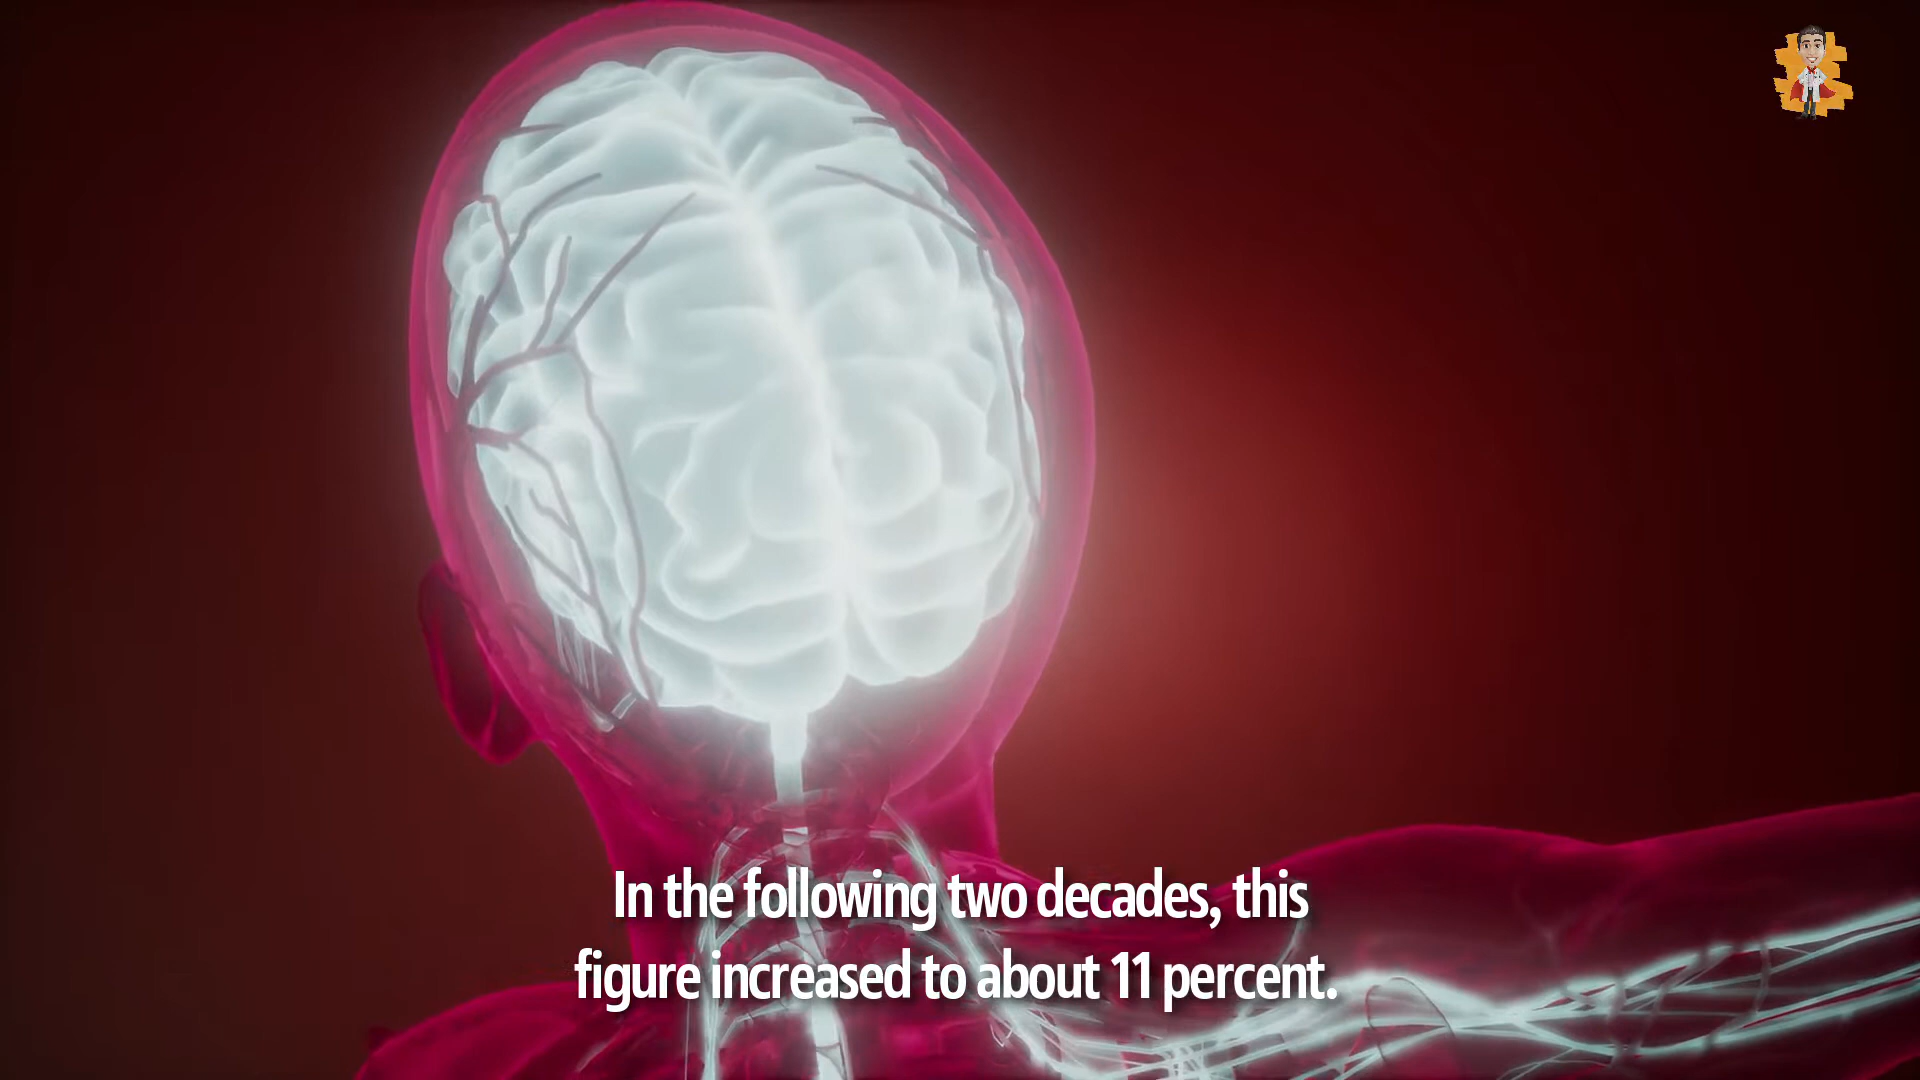 In the following two decades, this
figure increased to about 11 percent.